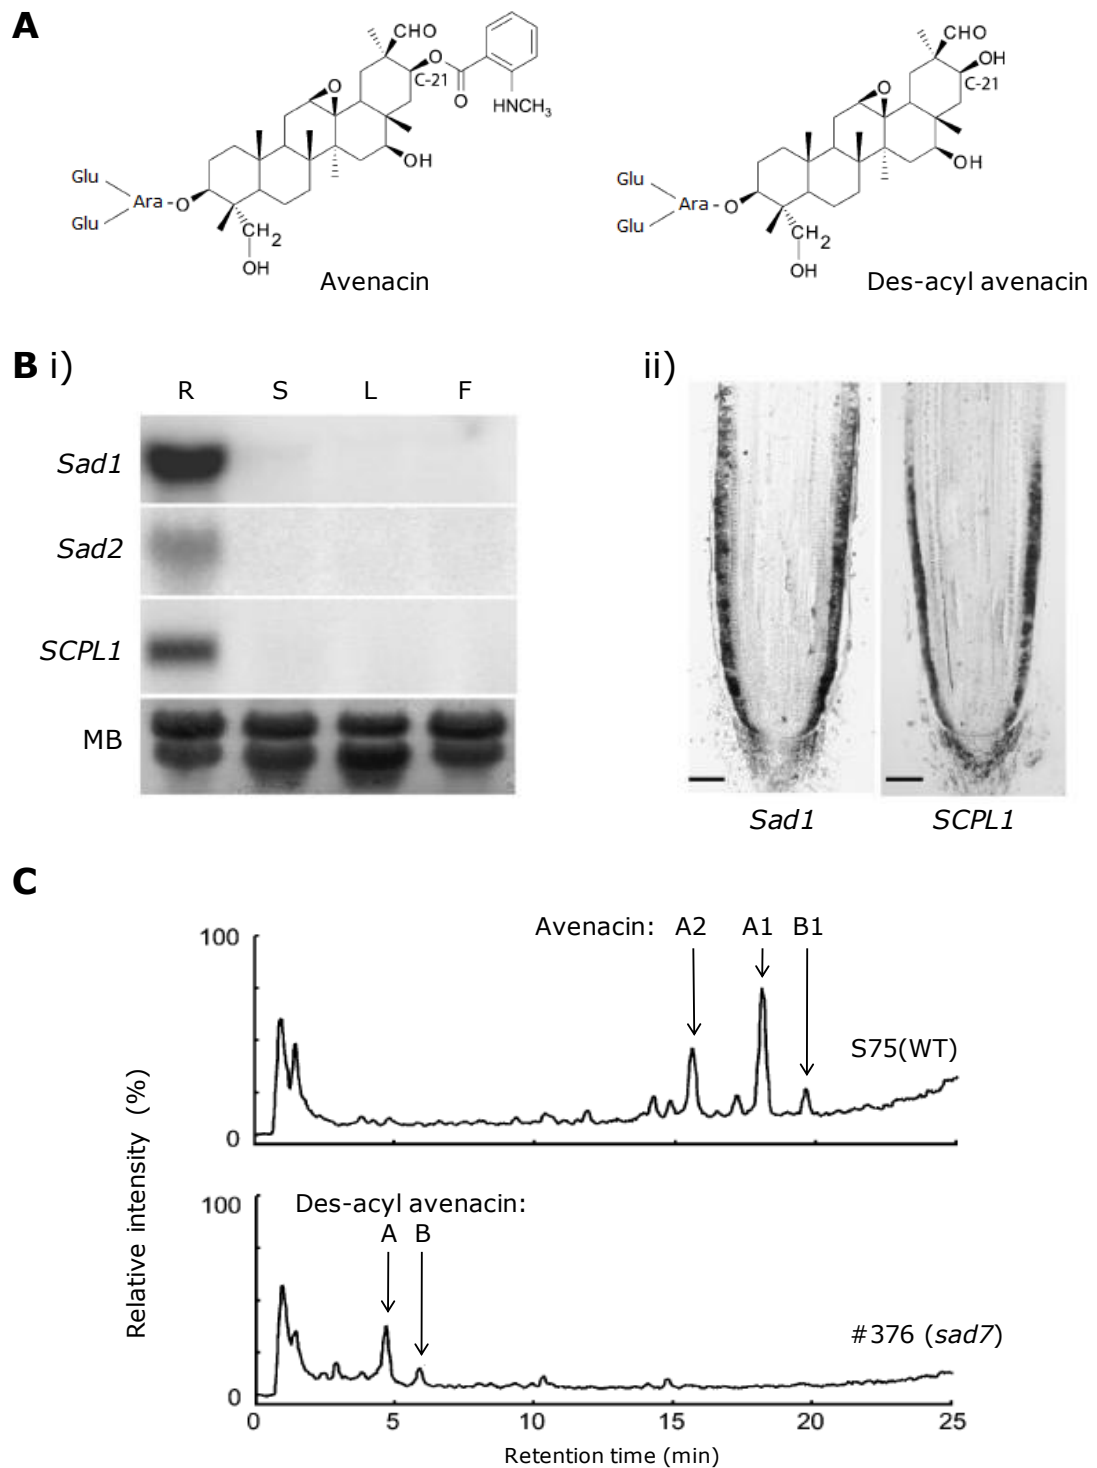 A
CHO
O
C-21
O
HNCH3
O
OH
Glu
Ara
-O
Glu
CH2
OH
Avenacin
CHO
OH
C-21
O
OH
Glu
Ara
-O
Glu
CH2
OH
Des-acyl avenacin
B i)
R S L F
Sad1
Sad2
SCPL1
MB
ii)
Sad1 SCPL1
C
Avenacin: A2 A1 B1
100
S75(WT)
0
Relative intensity (%)
Des-acyl avenacin:
100
A B
#376 (sad7)
0
0 5 10 15 20 25
Retention time (min)